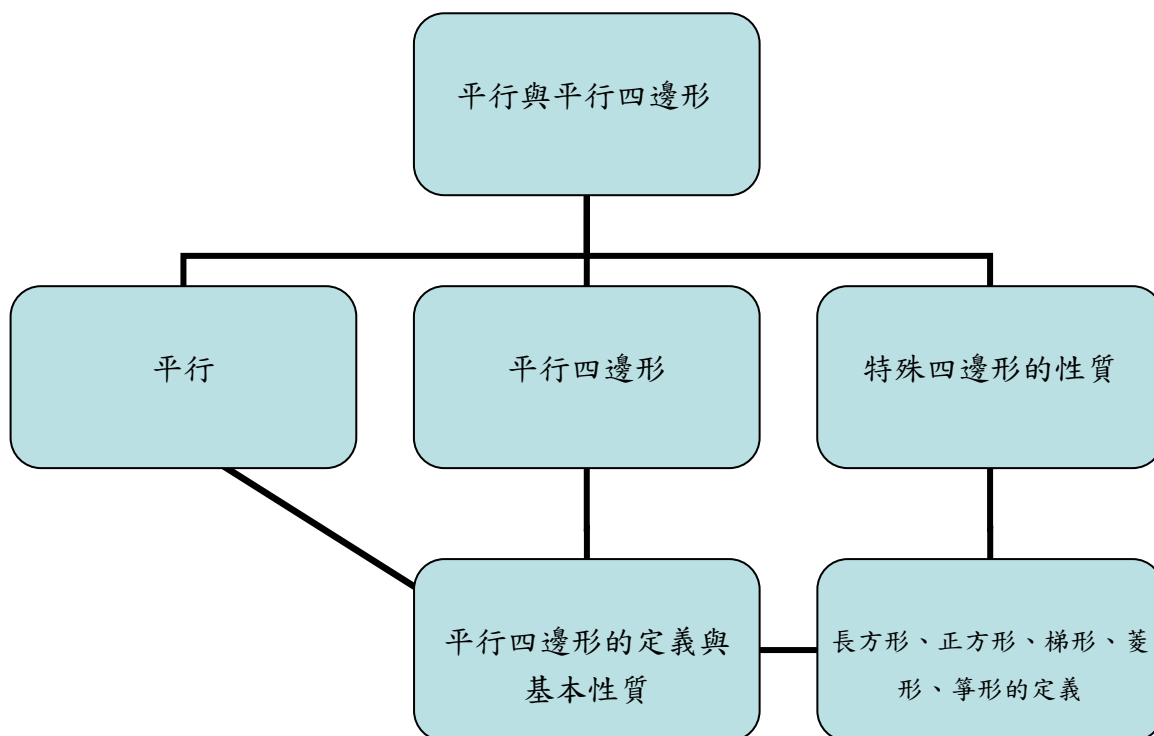 平行與平行四邊形
平行
平行四邊形
特殊四邊形的性質
平行四邊形的定義與
基本性質
長方形、正方形、梯形、菱
形、箏形的定義